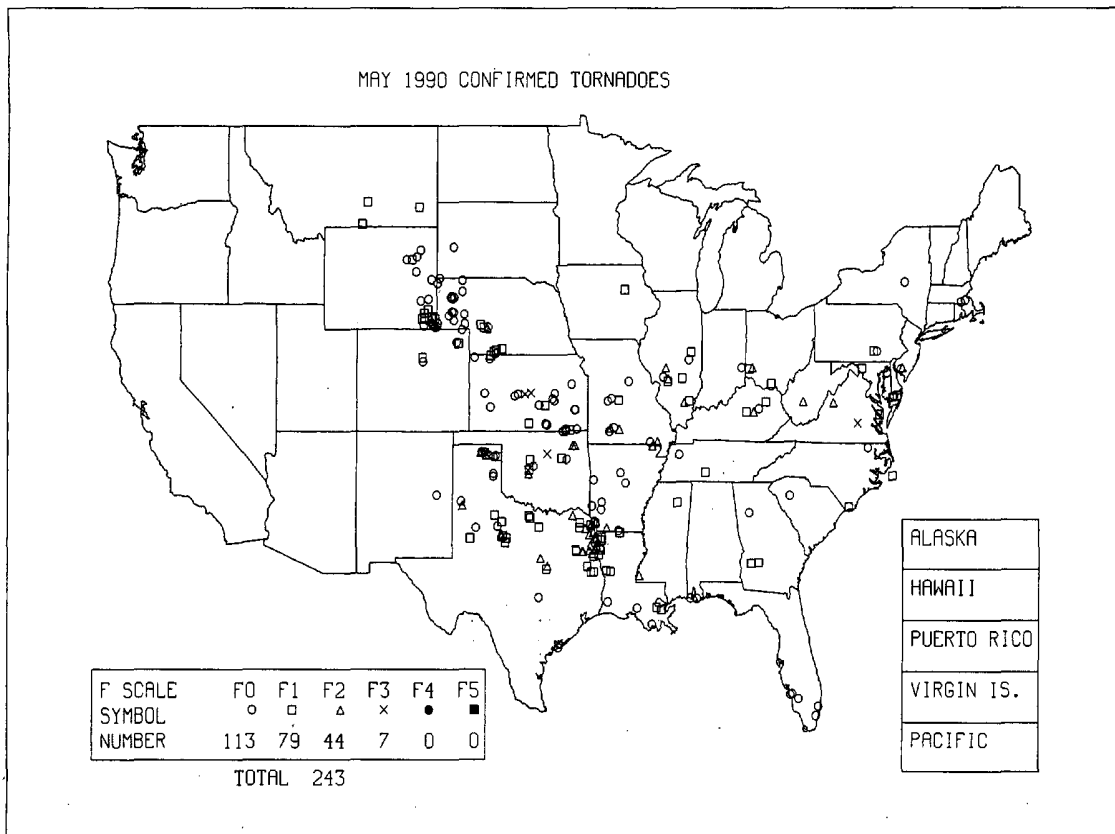 MAY 1990 CONFIRMED TORNADOES
ALASKA
HAWAII
PUERTO RICO
VIRGIN IS.
PACIFIC
F SCALE F0 F1 F2 F3 F4 F5
SYMBOL ○ □ △ × ● ■
NUMBER 113 79 44 7 0 0
TOTAL 243